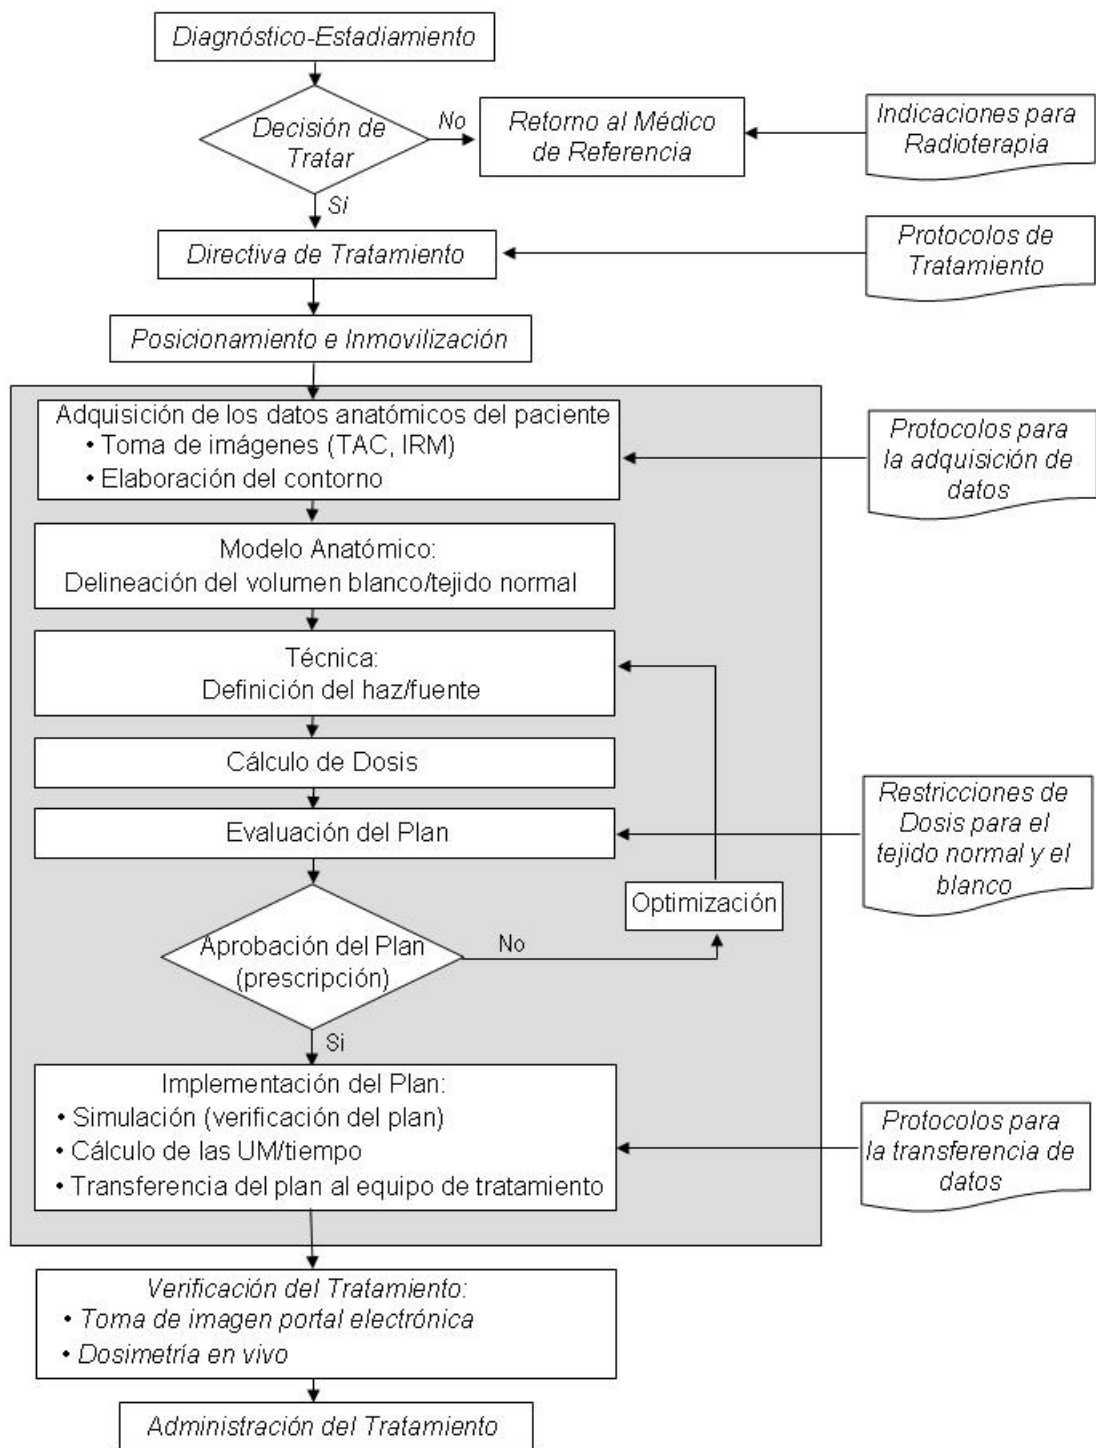 Diagnóstico-Estadiamiento
Decisión de
Tratar
No
Retorno al Médico
de Referencia
Indicaciones para
Radioterapia
Si
Directiva de Tratamiento
Protocolos de
Tratamiento
Posicionamiento e Inmovilización
Adquisición de los datos anatómicos del paciente
• Toma de imágenes (TAC, IRM)
• Elaboración del contorno
Protocolos para
la adquisición de
datos
Modelo Anatómico:
Delineación del volumen blanco/tejido normal
Técnica:
Definición del haz/fuente
Cálculo de Dosis
Evaluación del Plan
Restricciones de
Dosis para el
tejido normal y el
blanco
Optimización
Aprobación del Plan
(prescripción)
No
Si
Implementación del Plan:
• Simulación (verificación del plan)
• Cálculo de las UM/tiempo
• Transferencia del plan al equipo de tratamiento
Protocolos para
la transferencia de
datos
Verificación del Tratamiento:
• Toma de imagen portal electrónica
• Dosimetría en vivo
Administración del Tratamiento